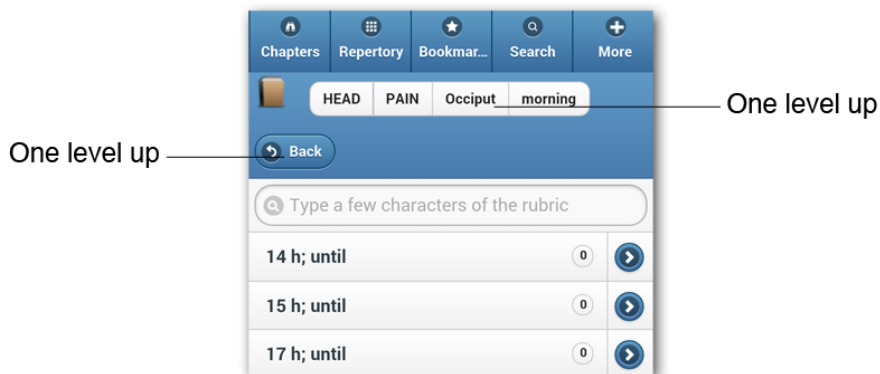 Chapters Repertory Bookmar... Search More
HEAD PAIN Occiput morning
One level up
One level up
Back
Type a few characters of the rubric
14 h; until 0
15 h; until 0
17 h; until 0